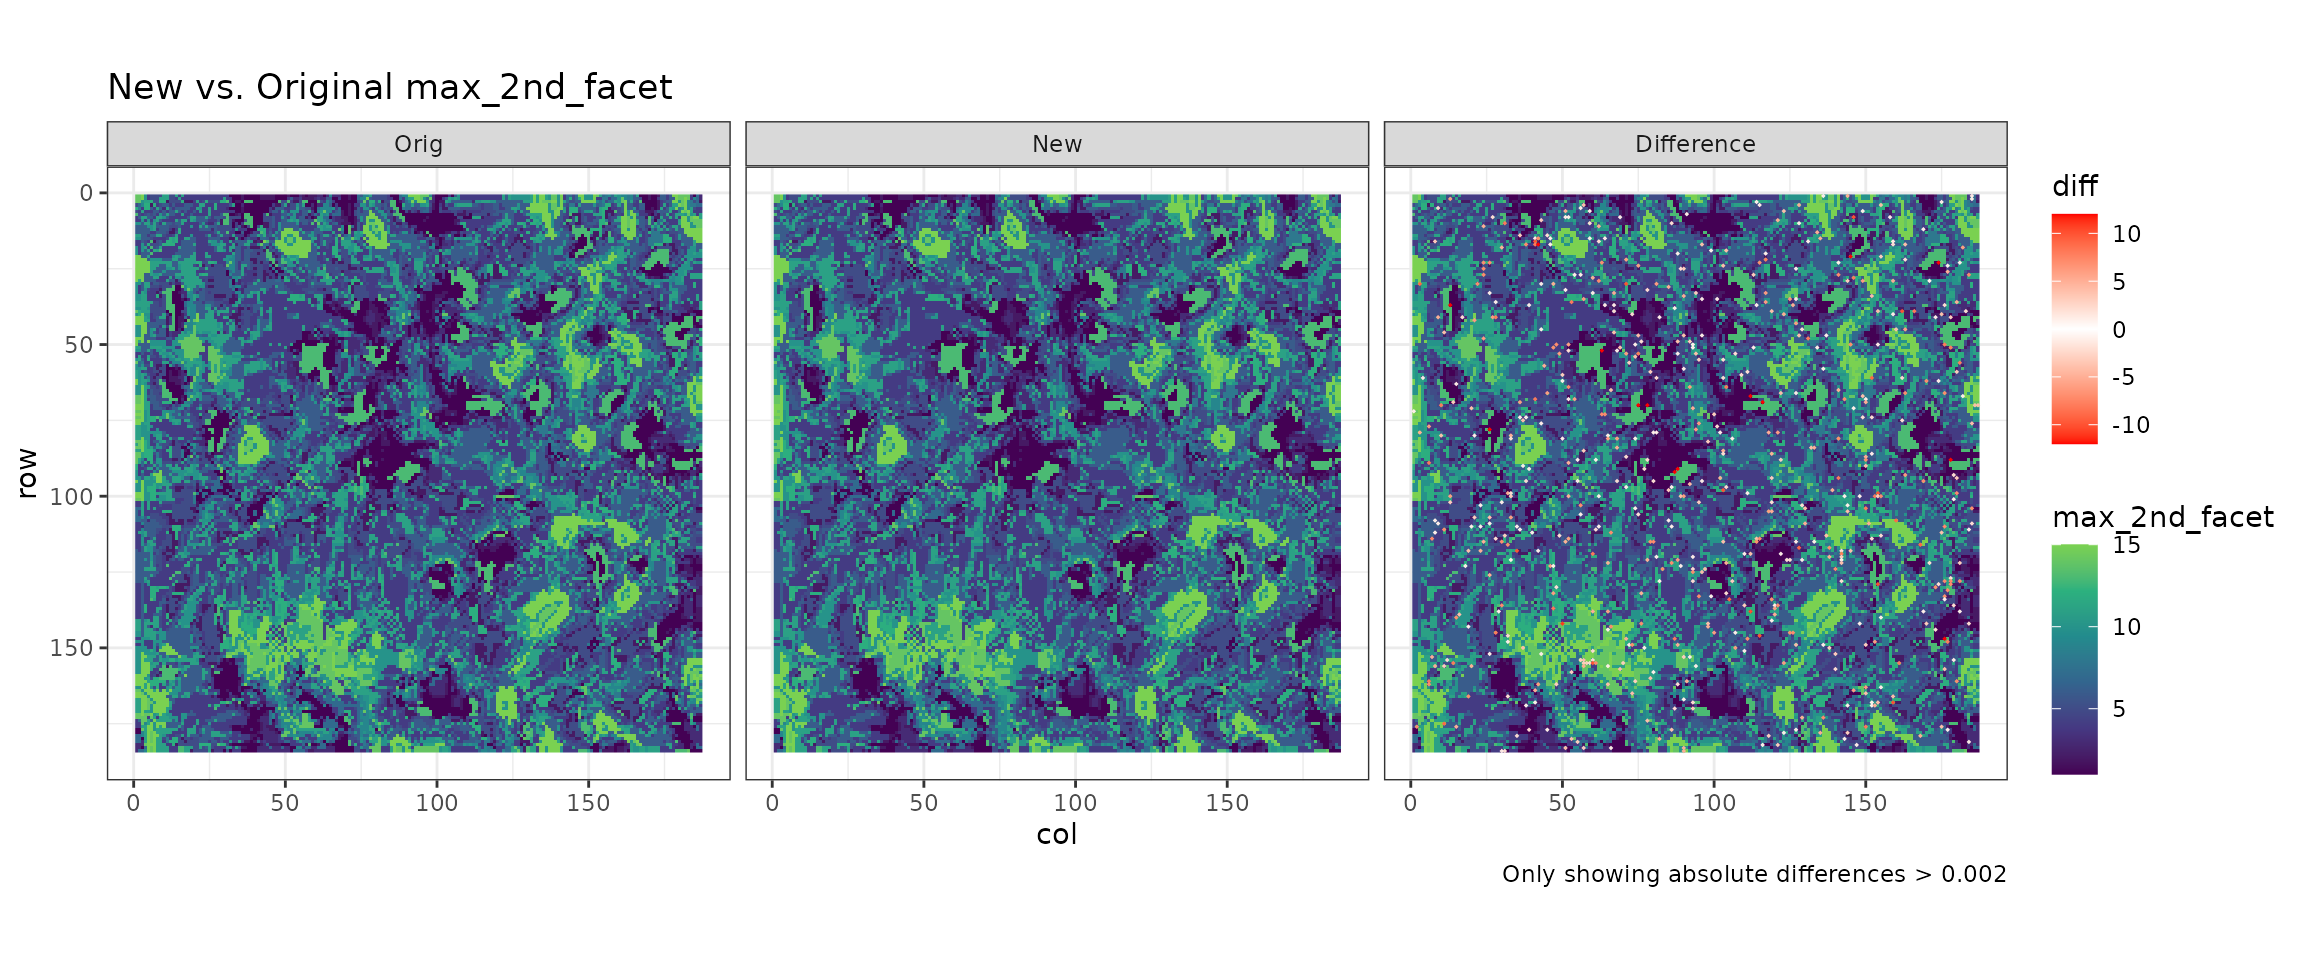 New vs. Original max_2nd_facet
Orig
New
Difference
row
0
50
100
150
0 50 100 150
0 50 100 150
0 50 100 150
col
diff
10
5
0
-5
-10
max_2nd_facet
15
10
5
Only showing absolute differences > 0.002